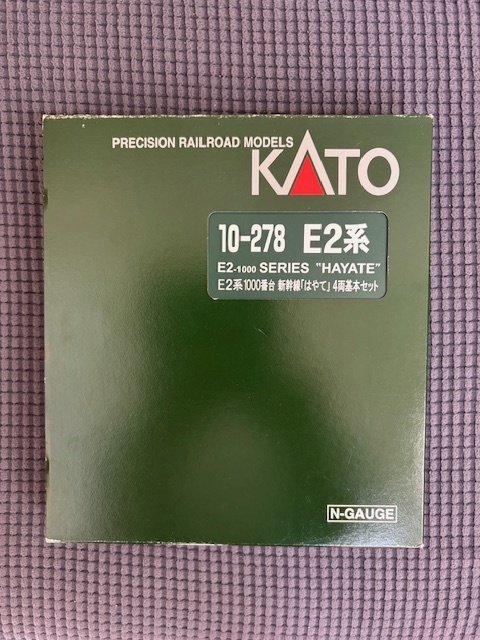 PRECISION RAILROAD MODELS
KATO
10-278 E2系
E2-1000 SERIES "HAYATE"
E2系1000番台 新幹線「はやて」 4両基本セット
N-GAUGE